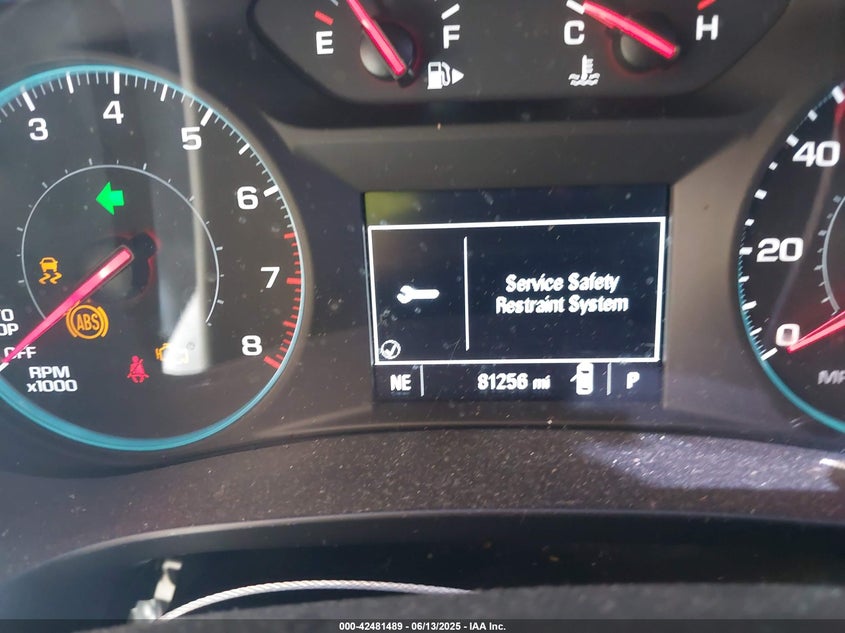 E F
C H
3 4 5 6 7 8
40
20
0
Service Safety
Restraint System
ABS
OFF
RPM
x1000
NE 81256 mi P
000-42481489 - 06/13/2025 - IAA Inc.